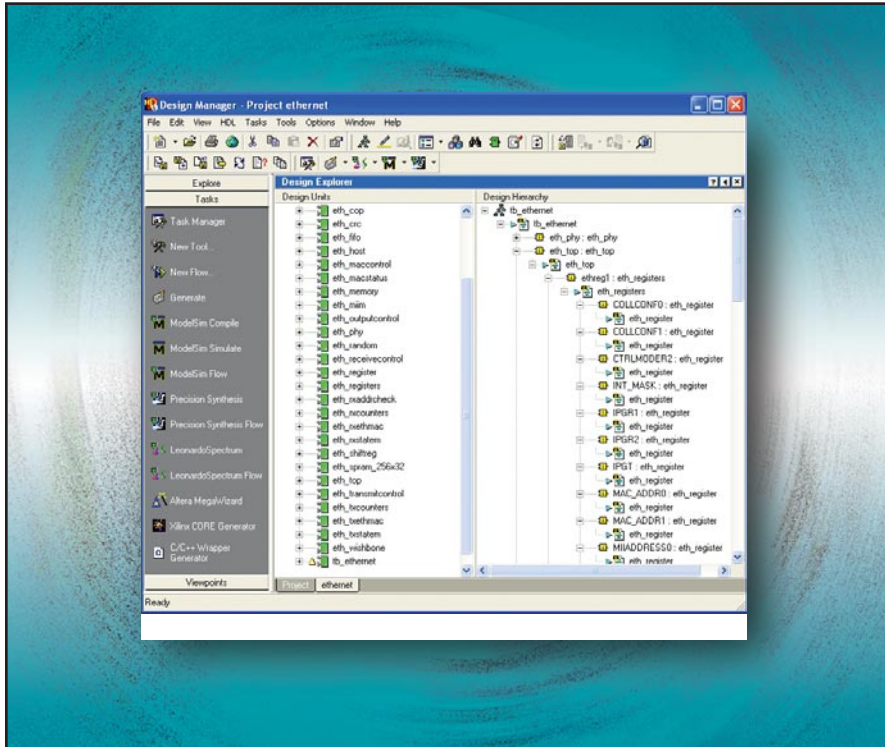 Design Manager - Project ethernet
File Edit View HDL Tasks Tools Options Window Help
Explore
Tasks
Task Manager
New Tool...
New Flow...
Generate
ModelSim Compile
ModelSim Simulate
ModelSim Flow
Precision Synthesis
Precision Synthesis Flow
LeonardoSpectrum
LeonardoSpectrum Flow
Altera MegaWizard
Xilinx CORE Generator
C/C++ Wrapper
Generator
Viewpoints
Design Explorer
Design Units
eth_cop
eth_crc
eth_fifo
eth_host
eth_maccontrol
eth_macstatus
eth_memory
eth_miim
eth_outputcontrol
eth_phy
eth_random
eth_receivecontrol
eth_register
eth_registers
eth_rxaddrcheck
eth_rxcounters
eth_rxethmac
eth_rxstatem
eth_shiftreg
eth_spram_256x32
eth_top
eth_transmitcontrol
eth_txcounters
eth_txethmac
eth_txstatem
eth_wishbone
tb_ethernet
Design Hierarchy
tb_ethernet
tb_ethernet
eth_phy : eth_phy
eth_top : eth_top
eth_top
ethreg1 : eth_registers
eth_registers
COLLCONF0 : eth_register
eth_register
COLLCONF1 : eth_register
eth_register
CTRLMODER2 : eth_register
eth_register
INT_MASK : eth_register
eth_register
IPGR1 : eth_register
eth_register
IPGR2 : eth_register
eth_register
IPGT : eth_register
eth_register
MAC_ADDR0 : eth_register
eth_register
MAC_ADDR1 : eth_register
eth_register
MIIADDRESS0 : eth_register
eth_register
Project ethernet
Ready